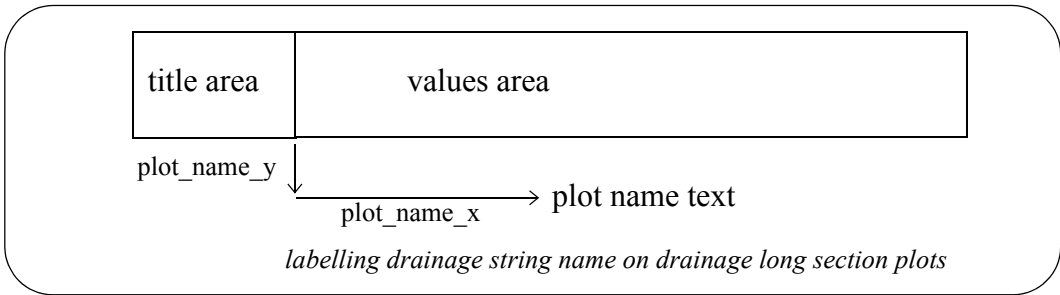 title area
values area
plot_name_y
plot name text
plot_name_x
labelling drainage string name on drainage long section plots